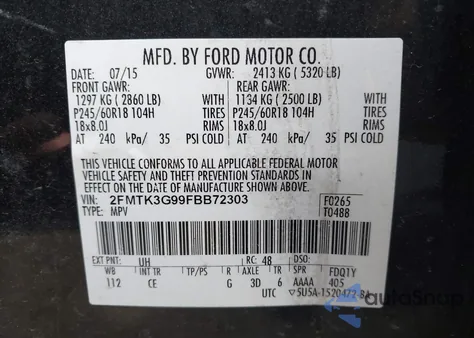 MFD. BY FORD MOTOR CO.
DATE: 07/15 GVWR: 2413 KG ( 5320 LB)
FRONT GAWR: REAR GAWR:
1297 KG ( 2860 LB) 1134 KG ( 2500 LB)
P245/60R18 104H TIRES P245/60R18 104H TIRES
18x8.0J RIMS 18x8.0J RIMS
AT 240 kPa/ 35 PSI COLD AT 240 kPa/ 35 PSI COLD
THIS VEHICLE CONFORMS TO ALL APPLICABLE FEDERAL MOTOR
VEHICLE SAFETY AND THEFT PREVENTION STANDARDS IN EFFECT
ON THE DATE OF MANUFACTURE SHOWN ABOVE.
VIN: 2FMTK3G99FBB72303 F0265
TYPE: MPV T0488
EXT PNT: UH RC: 48 DSO:
WB INT TR TP/PS R AXLE TR SPR FDQTY
112 CE G 3D 6 AAAA 405
UTC 5U5A-1520472-BA
autoSnap